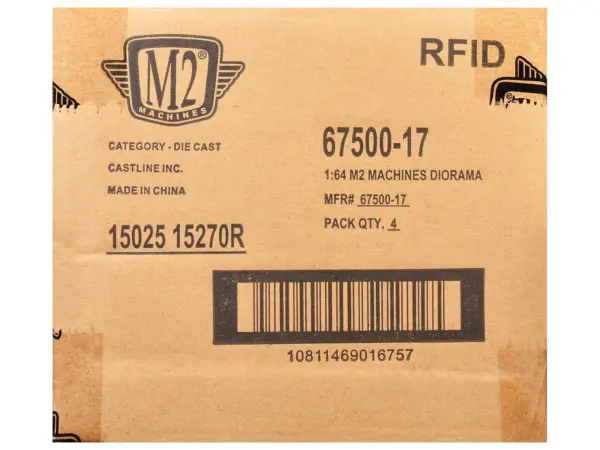 M2®
MACHINES
RFID
CATEGORY - DIE CAST
CASTLINE INC.
MADE IN CHINA
15025 15270R
67500-17
1:64 M2 MACHINES DIORAMA
MFR# 67500-17
PACK QTY. 4
10811469016757